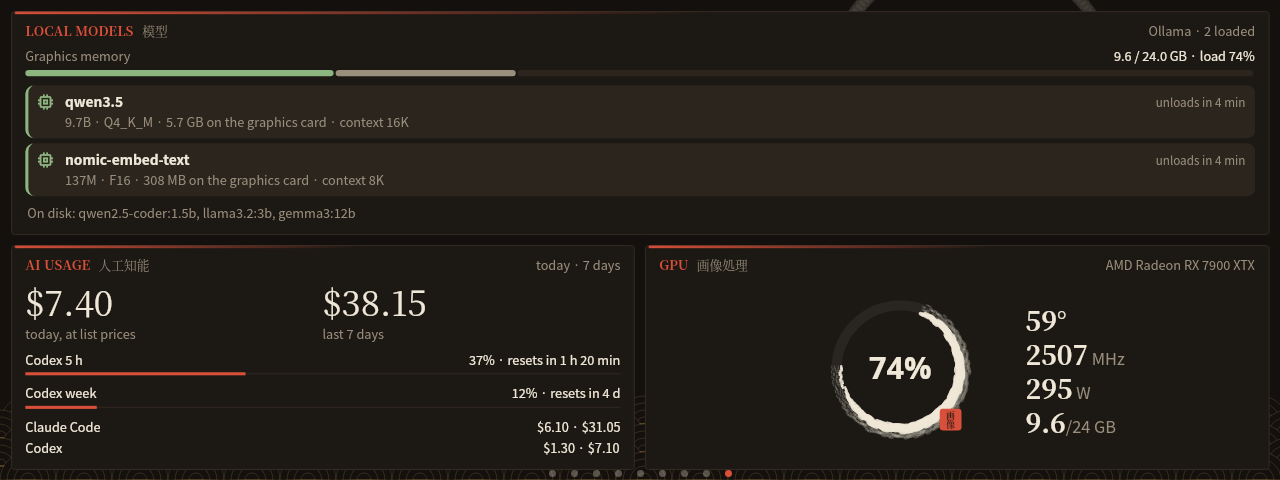 LOCAL MODELS 模型
Ollama · 2 loaded
Graphics memory
9.6 / 24.0 GB · load 74%
qwen3.5
unloads in 4 min
9.7B · Q4_K_M · 5.7 GB on the graphics card · context 16K
nomic-embed-text
unloads in 4 min
137M · F16 · 308 MB on the graphics card · context 8K
On disk: qwen2.5-coder:1.5b, llama3.2:3b, gemma3:12b
AI USAGE 人工知能
today · 7 days
$7.40
$38.15
today, at list prices
last 7 days
Codex 5 h
37% · resets in 1 h 20 min
Codex week
12% · resets in 4 d
Claude Code
$6.10 · $31.05
Codex
$1.30 · $7.10
GPU 画像処理
AMD Radeon RX 7900 XTX
74%
画像
59°
2507 MHz
295 W
9.6/24 GB